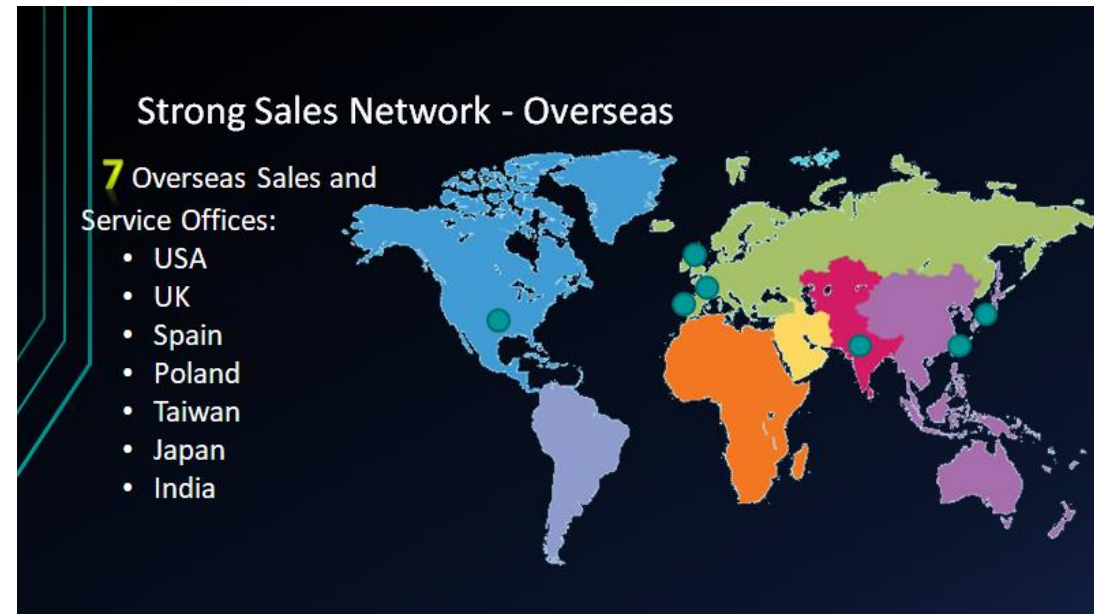 Strong Sales Network - Overseas
7 Overseas Sales and
Service Offices:
• USA
• UK
• Spain
• Poland
• Taiwan
• Japan
• India